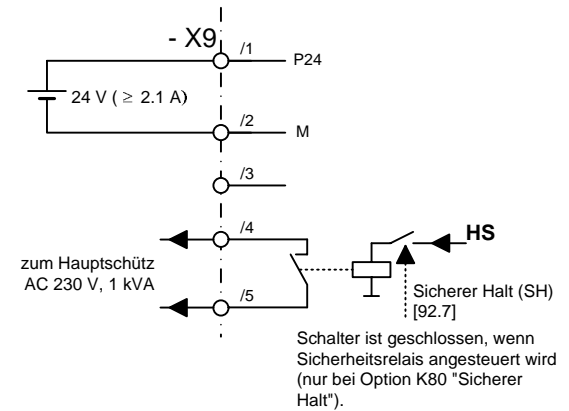 - X9
/1
P24
24 V ( ≥ 2.1 A)
/2
M
/3
/4
HS
zum Hauptschütz
AC 230 V, 1 kVA
/5
Sicherer Halt (SH)
[92.7]
Schalter ist geschlossen, wenn
Sicherheitsrelais angesteuert wird
(nur bei Option K80 "Sicherer
Halt").